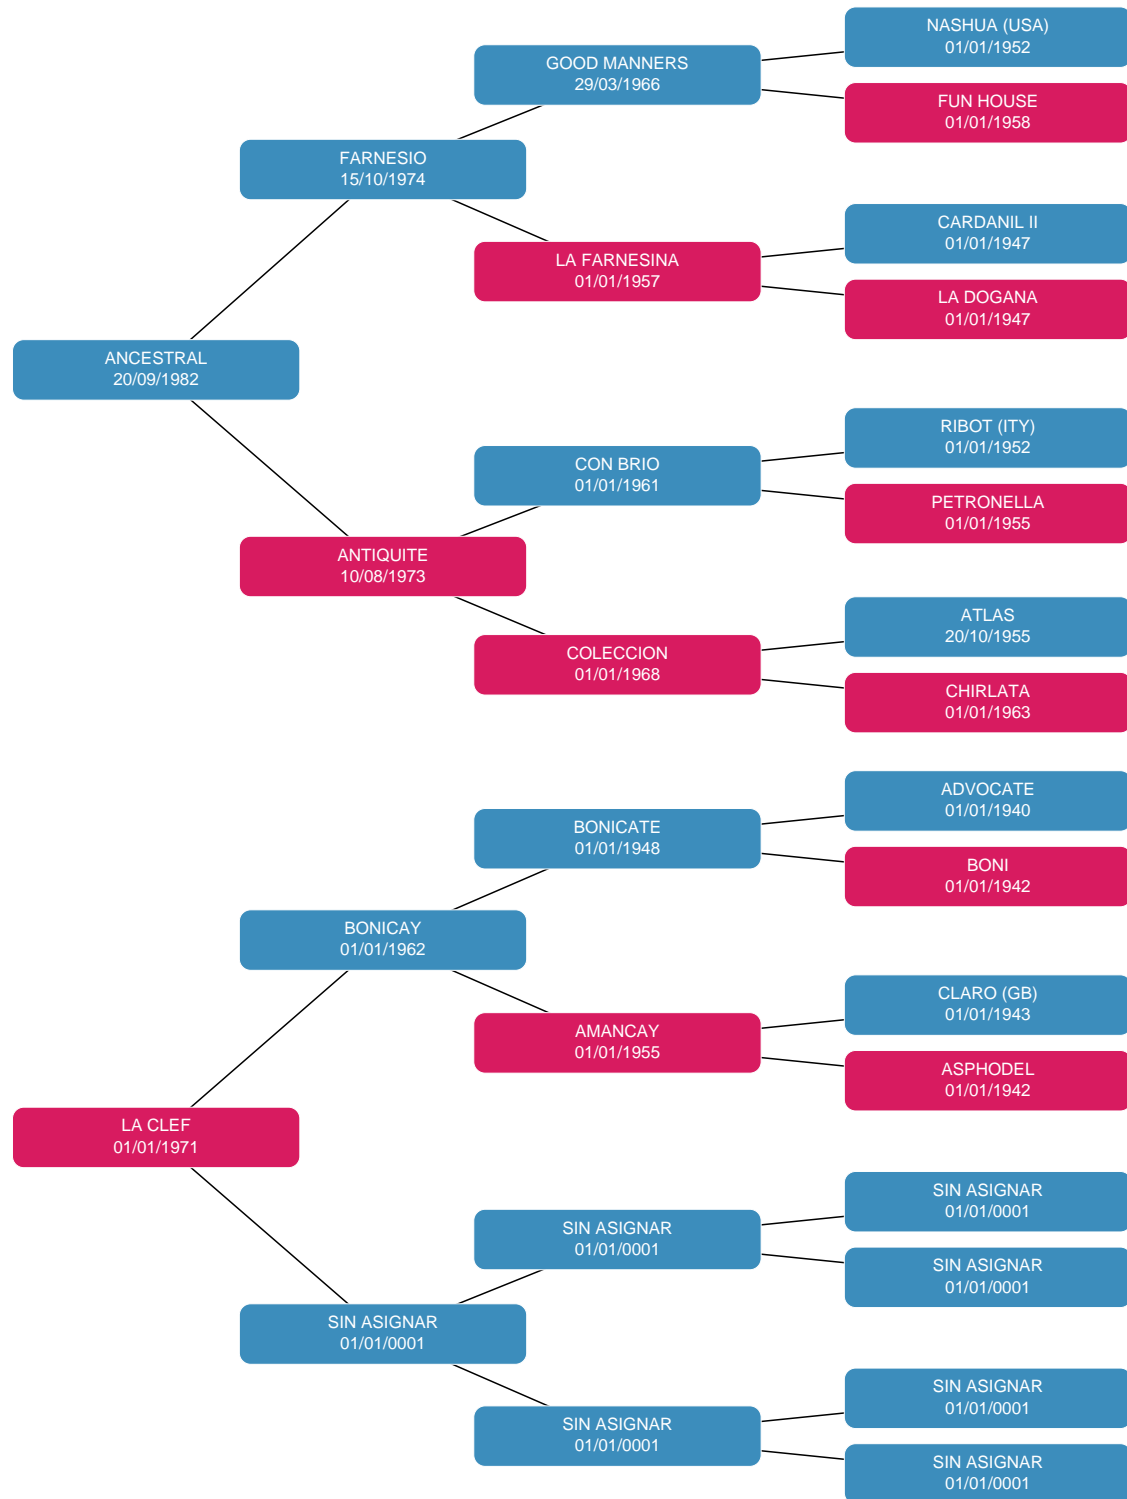 NASHUA (USA)
01/01/1952
GOOD MANNERS
29/03/1966
FUN HOUSE
01/01/1958
FARNESIO
15/10/1974
CARDANIL II
01/01/1947
LA FARNESINA
01/01/1957
LA DOGANA
01/01/1947
ANCESTRAL
20/09/1982
RIBOT (ITY)
01/01/1952
CON BRIO
01/01/1961
PETRONELLA
01/01/1955
ANTIQUITE
10/08/1973
ATLAS
20/10/1955
COLECCION
01/01/1968
CHIRLATA
01/01/1963
ADVOCATE
01/01/1940
BONICATE
01/01/1948
BONI
01/01/1942
BONICAY
01/01/1962
CLARO (GB)
01/01/1943
AMANCAY
01/01/1955
ASPHODEL
01/01/1942
LA CLEF
01/01/1971
SIN ASIGNAR
01/01/0001
SIN ASIGNAR
01/01/0001
SIN ASIGNAR
01/01/0001
SIN ASIGNAR
01/01/0001
SIN ASIGNAR
01/01/0001
SIN ASIGNAR
01/01/0001
SIN ASIGNAR
01/01/0001